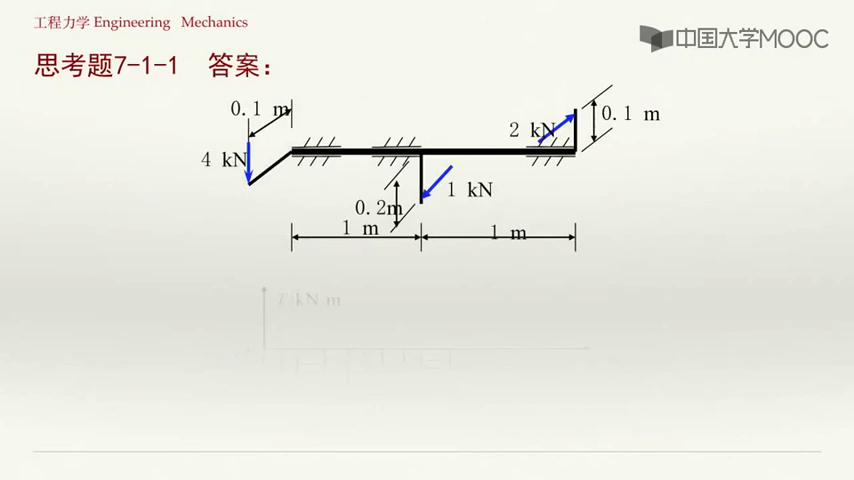 工程力学 Engineering Mechanics
中国大学MOOC
思考题7-1-1 答案：
0.1 m
2 kN
0.1 m
4 kN
1 kN
0.2m
1 m
1 m
T kN m